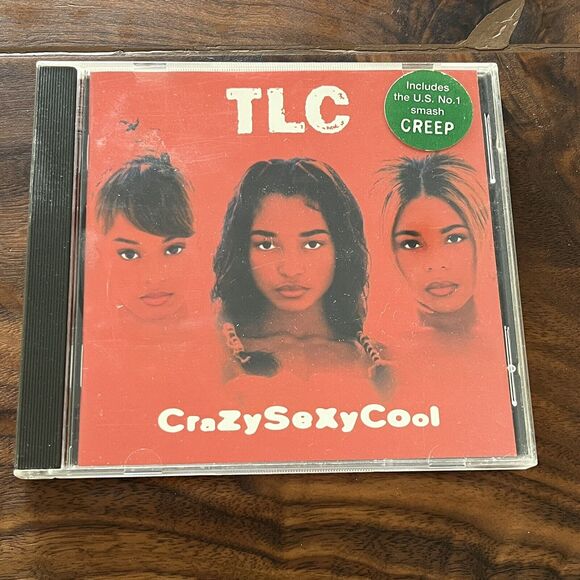 TLC
Includes
the U.S. No.1
smash
CREEP
CraZySeXyCool